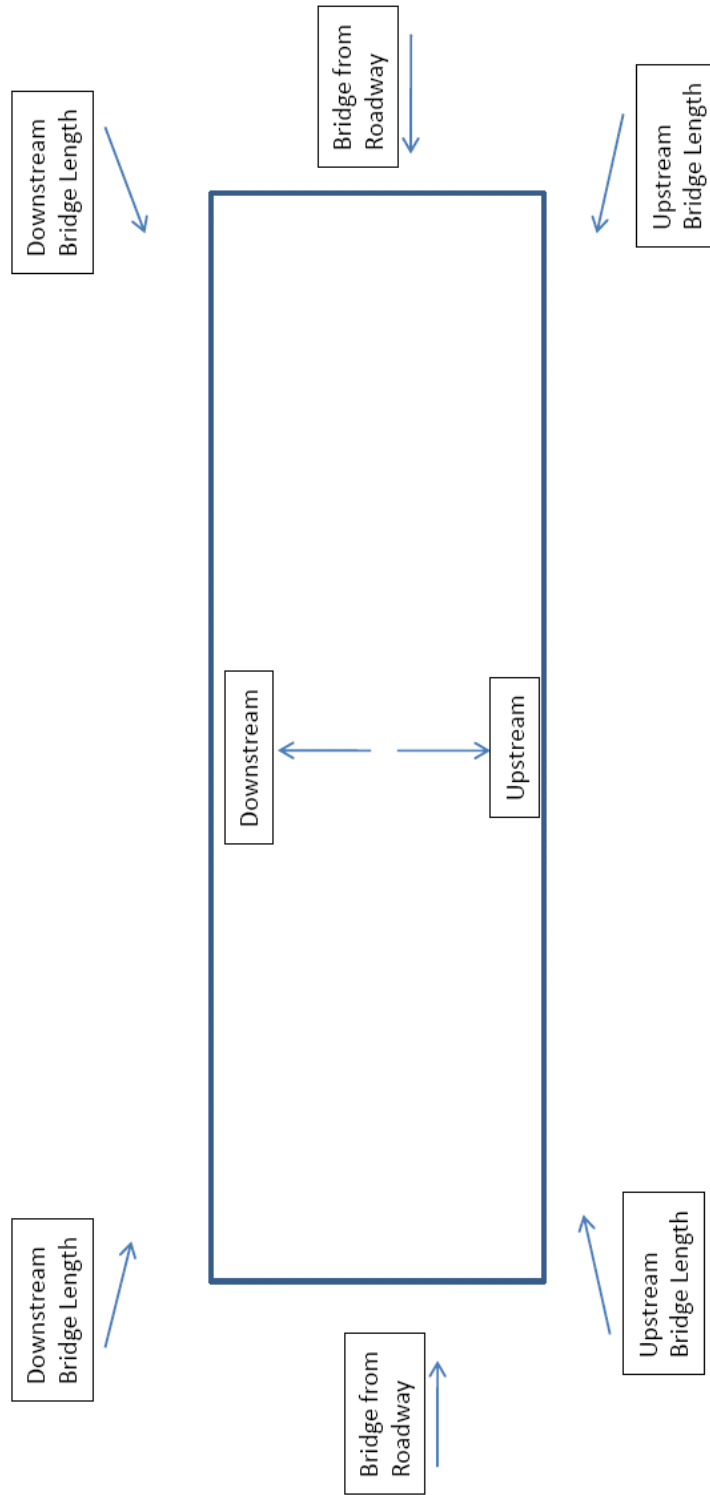 Downstream
Bridge Length
Downstream
Bridge Length
Downstream
Bridge from
Roadway
Bridge from
Roadway
Upstream
Upstream
Bridge Length
Upstream
Bridge Length